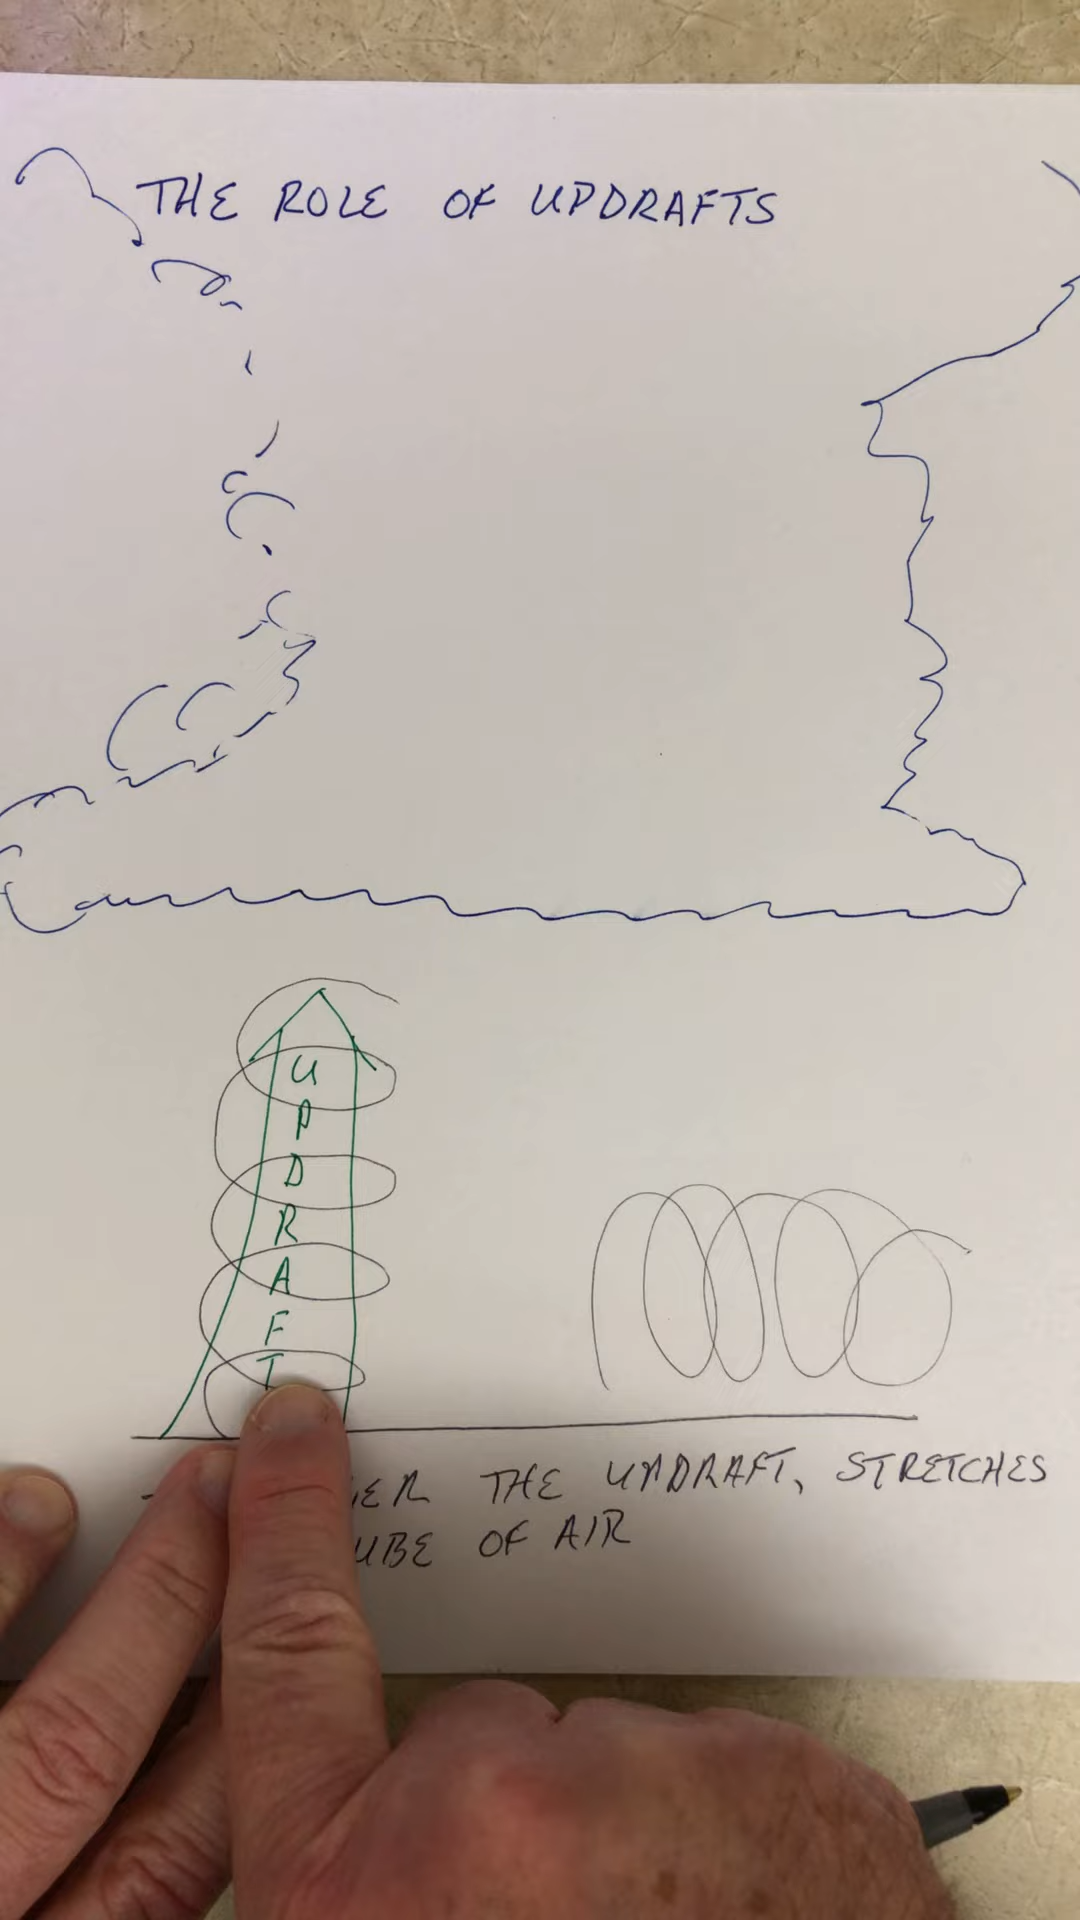 THE ROLE OF UPDRAFTS
UPDRAFT
THE UPDRAFT, STRETCHES
OF AIR